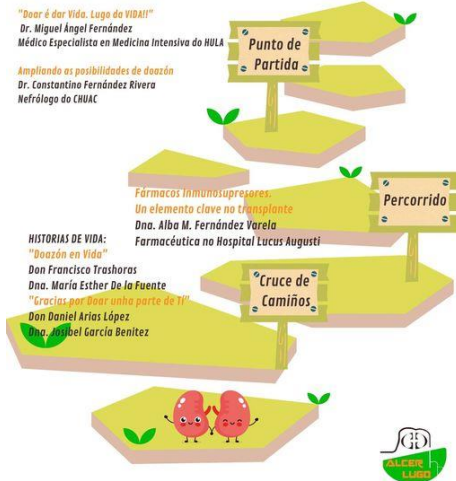 "Doar é dar Vida. Lugo da VIDA!!"
Dr. Miguel Ángel Fernández
Médico Especialista en Medicina Intensiva do HULA
Punto de
Partida
Ampliando as posibilidades de doazón
Dr. Constantino Fernández Rivera
Nefrólogo do CHUAC
Fármacos Inmunosupresores.
Un elemento clave no transplante
Dna. Alba M. Fernández Varela
Farmacéutica no Hospital Lucus Augusti
Percorrido
HISTORIAS DE VIDA:
"Doazón en Vida"
Don Francisco Trashoras
Dna. María Esther De la Fuente
"Gracias por Doar unha parte de Ti"
Don Daniel Arias López
Dna. Josibel García Benitez
Cruce de
Camiños
ALCER
LUGO